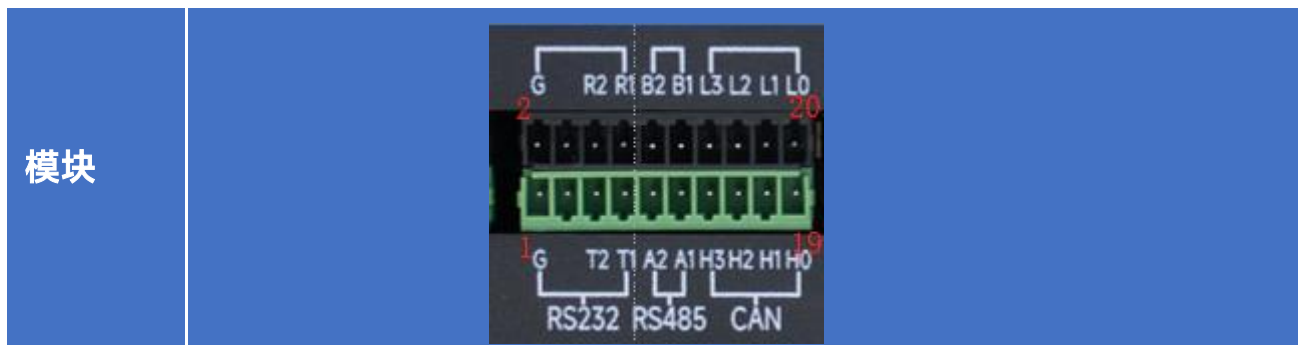 模块
G R2 R1 B2 B1 L3 L2 L1 L0
2 20
1 19
G T2 T1 A2 A1 H3 H2 H1 H0
RS232 RS485 CAN